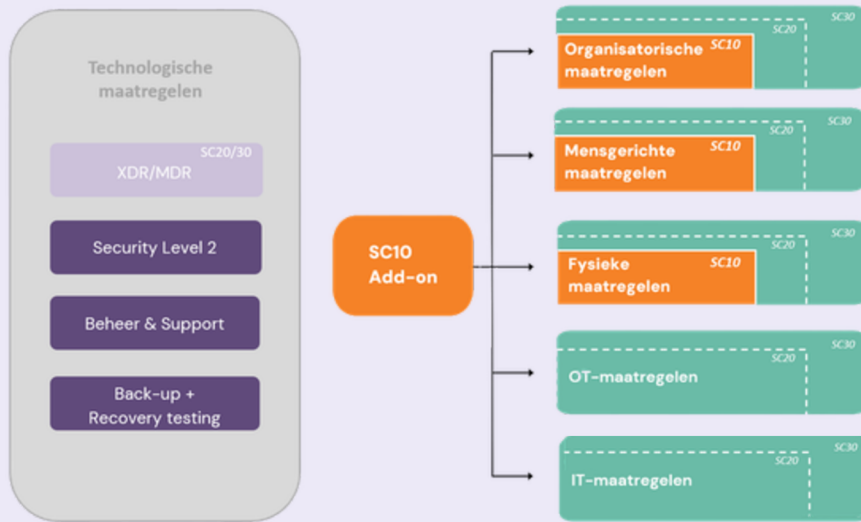 Technologische
maatregelen
SC20/30
XDR/MDR
Security Level 2
Beheer & Support
Back-up +
Recovery testing
SC10
Add-on
SC30
SC20
Organisatorische SC10
maatregelen
SC30
SC20
Mensgerichte SC10
maatregelen
SC30
SC20
Fysieke SC10
maatregelen
SC30
SC20
OT-maatregelen
SC30
SC20
IT-maatregelen